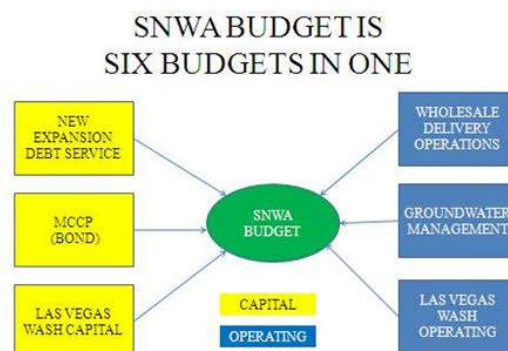 SNWA BUDGET IS
SIX BUDGETS IN ONE
NEW
EXPANSION
DEBT SERVICE
MCCP
(BOND)
LAS VEGAS
WASH CAPITAL
SNWA
BUDGET
CAPITAL
OPERATING
WHOLESALE
DELIVERY
OPERATIONS
GROUNDWATER
MANAGEMENT
LAS VEGAS
WASH
OPERATING